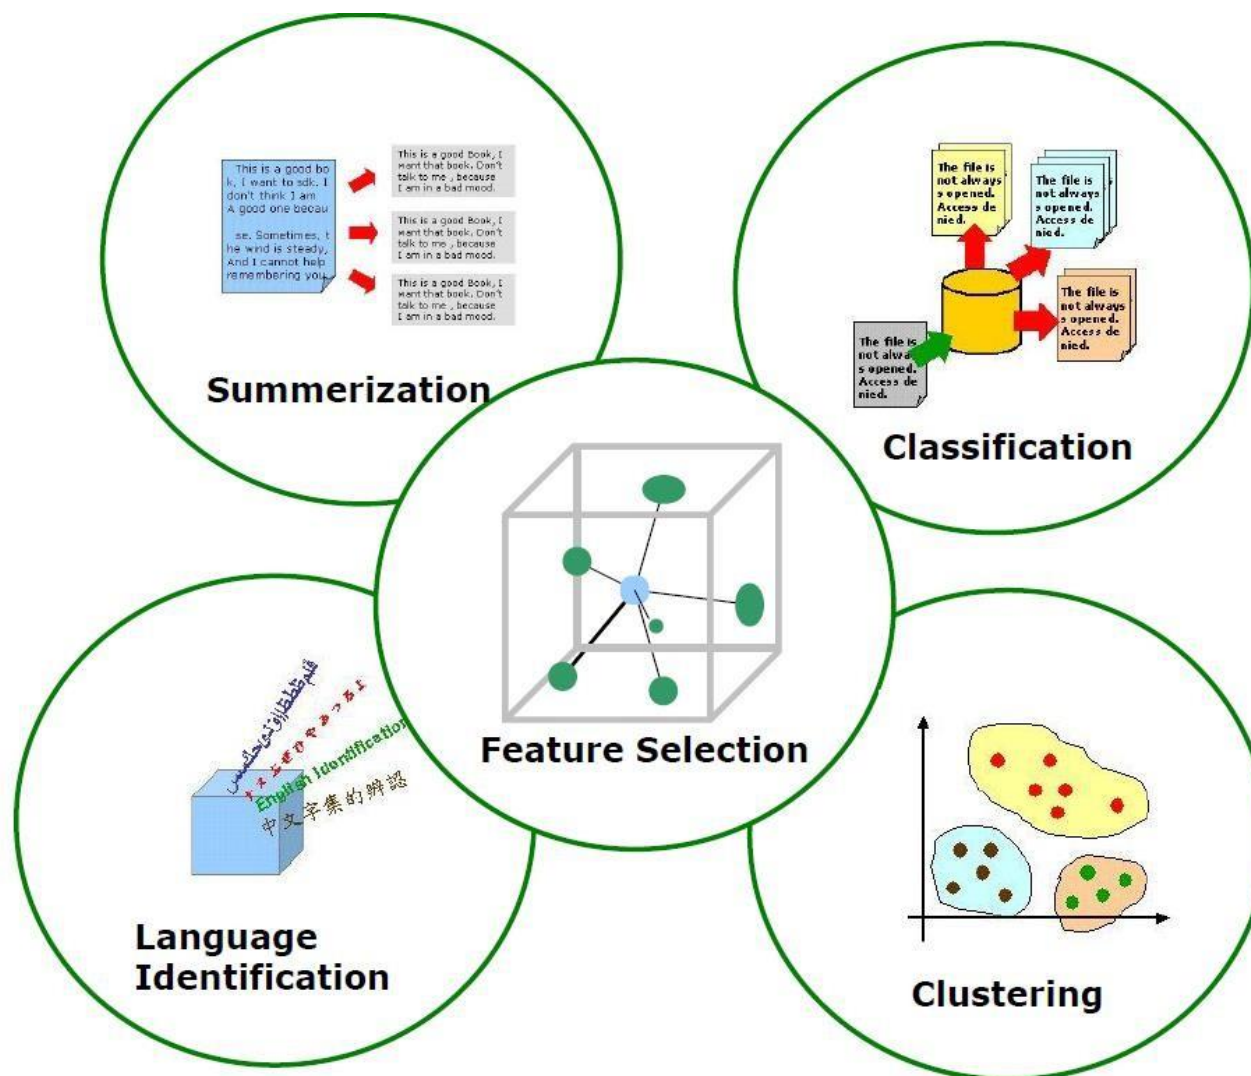 This is a good bo
k, I want to sdk. I
don't think I am
A good one becau
se. Sometimes, t
he wind is steady,
And I cannot help
remembering you,
This is a good Book, I
want that book. Don't
talk to me , because
I am in a bad mood.
This is a good Book, I
want that book. Don't
talk to me , because
I am in a bad mood.
This is a good Book, I
want that book. Don't
talk to me , because
I am in a bad mood.
Summerization
The file is
not always
s opened.
Access de
nied.
The file is
not always
s opened.
Access de
nied.
The file is
not always
s opened.
Access de
nied.
The file is
not alway
s opened.
Access de
nied.
Classification
Feature Selection
English Identification
中文字集的辨認
Language
Identification
Clustering